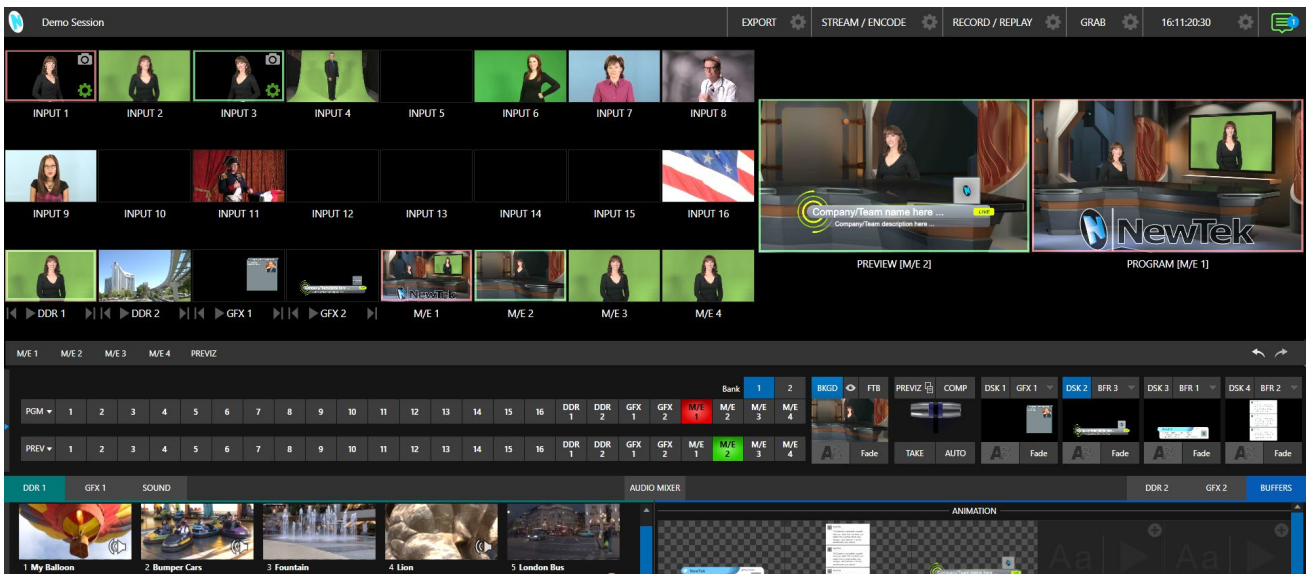 Demo Session
EXPORT
STREAM / ENCODE
RECORD / REPLAY
GRAB
16:11:20:30
1
INPUT 1
INPUT 2
INPUT 3
INPUT 4
INPUT 5
INPUT 6
INPUT 7
INPUT 8
INPUT 9
INPUT 10
INPUT 11
INPUT 12
INPUT 13
INPUT 14
INPUT 15
INPUT 16
Company/Team name here ...
LIVE
Company/Team description here ...
NewTek
PREVIEW [M/E 2]
PROGRAM [M/E 1]
NewTek
DDR 1
DDR 2
GFX 1
GFX 2
M/E 1
M/E 2
M/E 3
M/E 4
M/E 1 M/E 2 M/E 3 M/E 4 PREVIZ
Bank 1 2
BKGD FTB PREVIZ COMP DSK 1 GFX 1 DSK 2 BFR 3 DSK 3 BFR 1 DSK 4 BFR 2
PGM 1 2 3 4 5 6 7 8 9 10 11 12 13 14 15 16 DDR 1 DDR 2 GFX 1 GFX 2 M/E 1 M/E 2 M/E 3 M/E 4
PREV 1 2 3 4 5 6 7 8 9 10 11 12 13 14 15 16 DDR 1 DDR 2 GFX 1 GFX 2 M/E 1 M/E 2 M/E 3 M/E 4
A Fade TAKE AUTO A Fade A Fade A Fade A Fade
DDR 1 GFX 1 SOUND AUDIO MIXER DDR 2 GFX 2 BUFFERS
ANIMATION
Aa
aa
NewTek
1 My Balloon
2 Bumper Cars
3 Fountain
4 Lion
5 London Bus